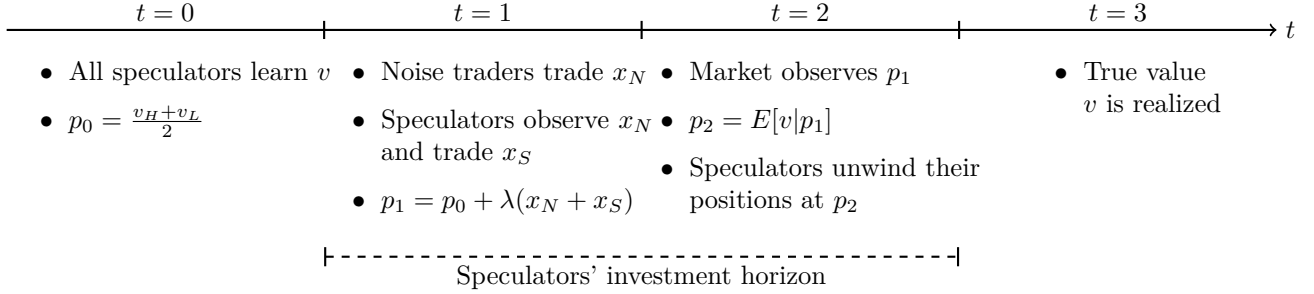 t = 0
t = 1
t = 2
t = 3
t
• All speculators learn v
• p₀ = (v_H+v_L)/2
• Noise traders trade x_N
• Speculators observe x_N
and trade x_S
• p₁ = p₀ + λ(x_N + x_S)
• Market observes p₁
• p₂ = E[v|p₁]
• Speculators unwind their
positions at p₂
• True value
v is realized
Speculators' investment horizon